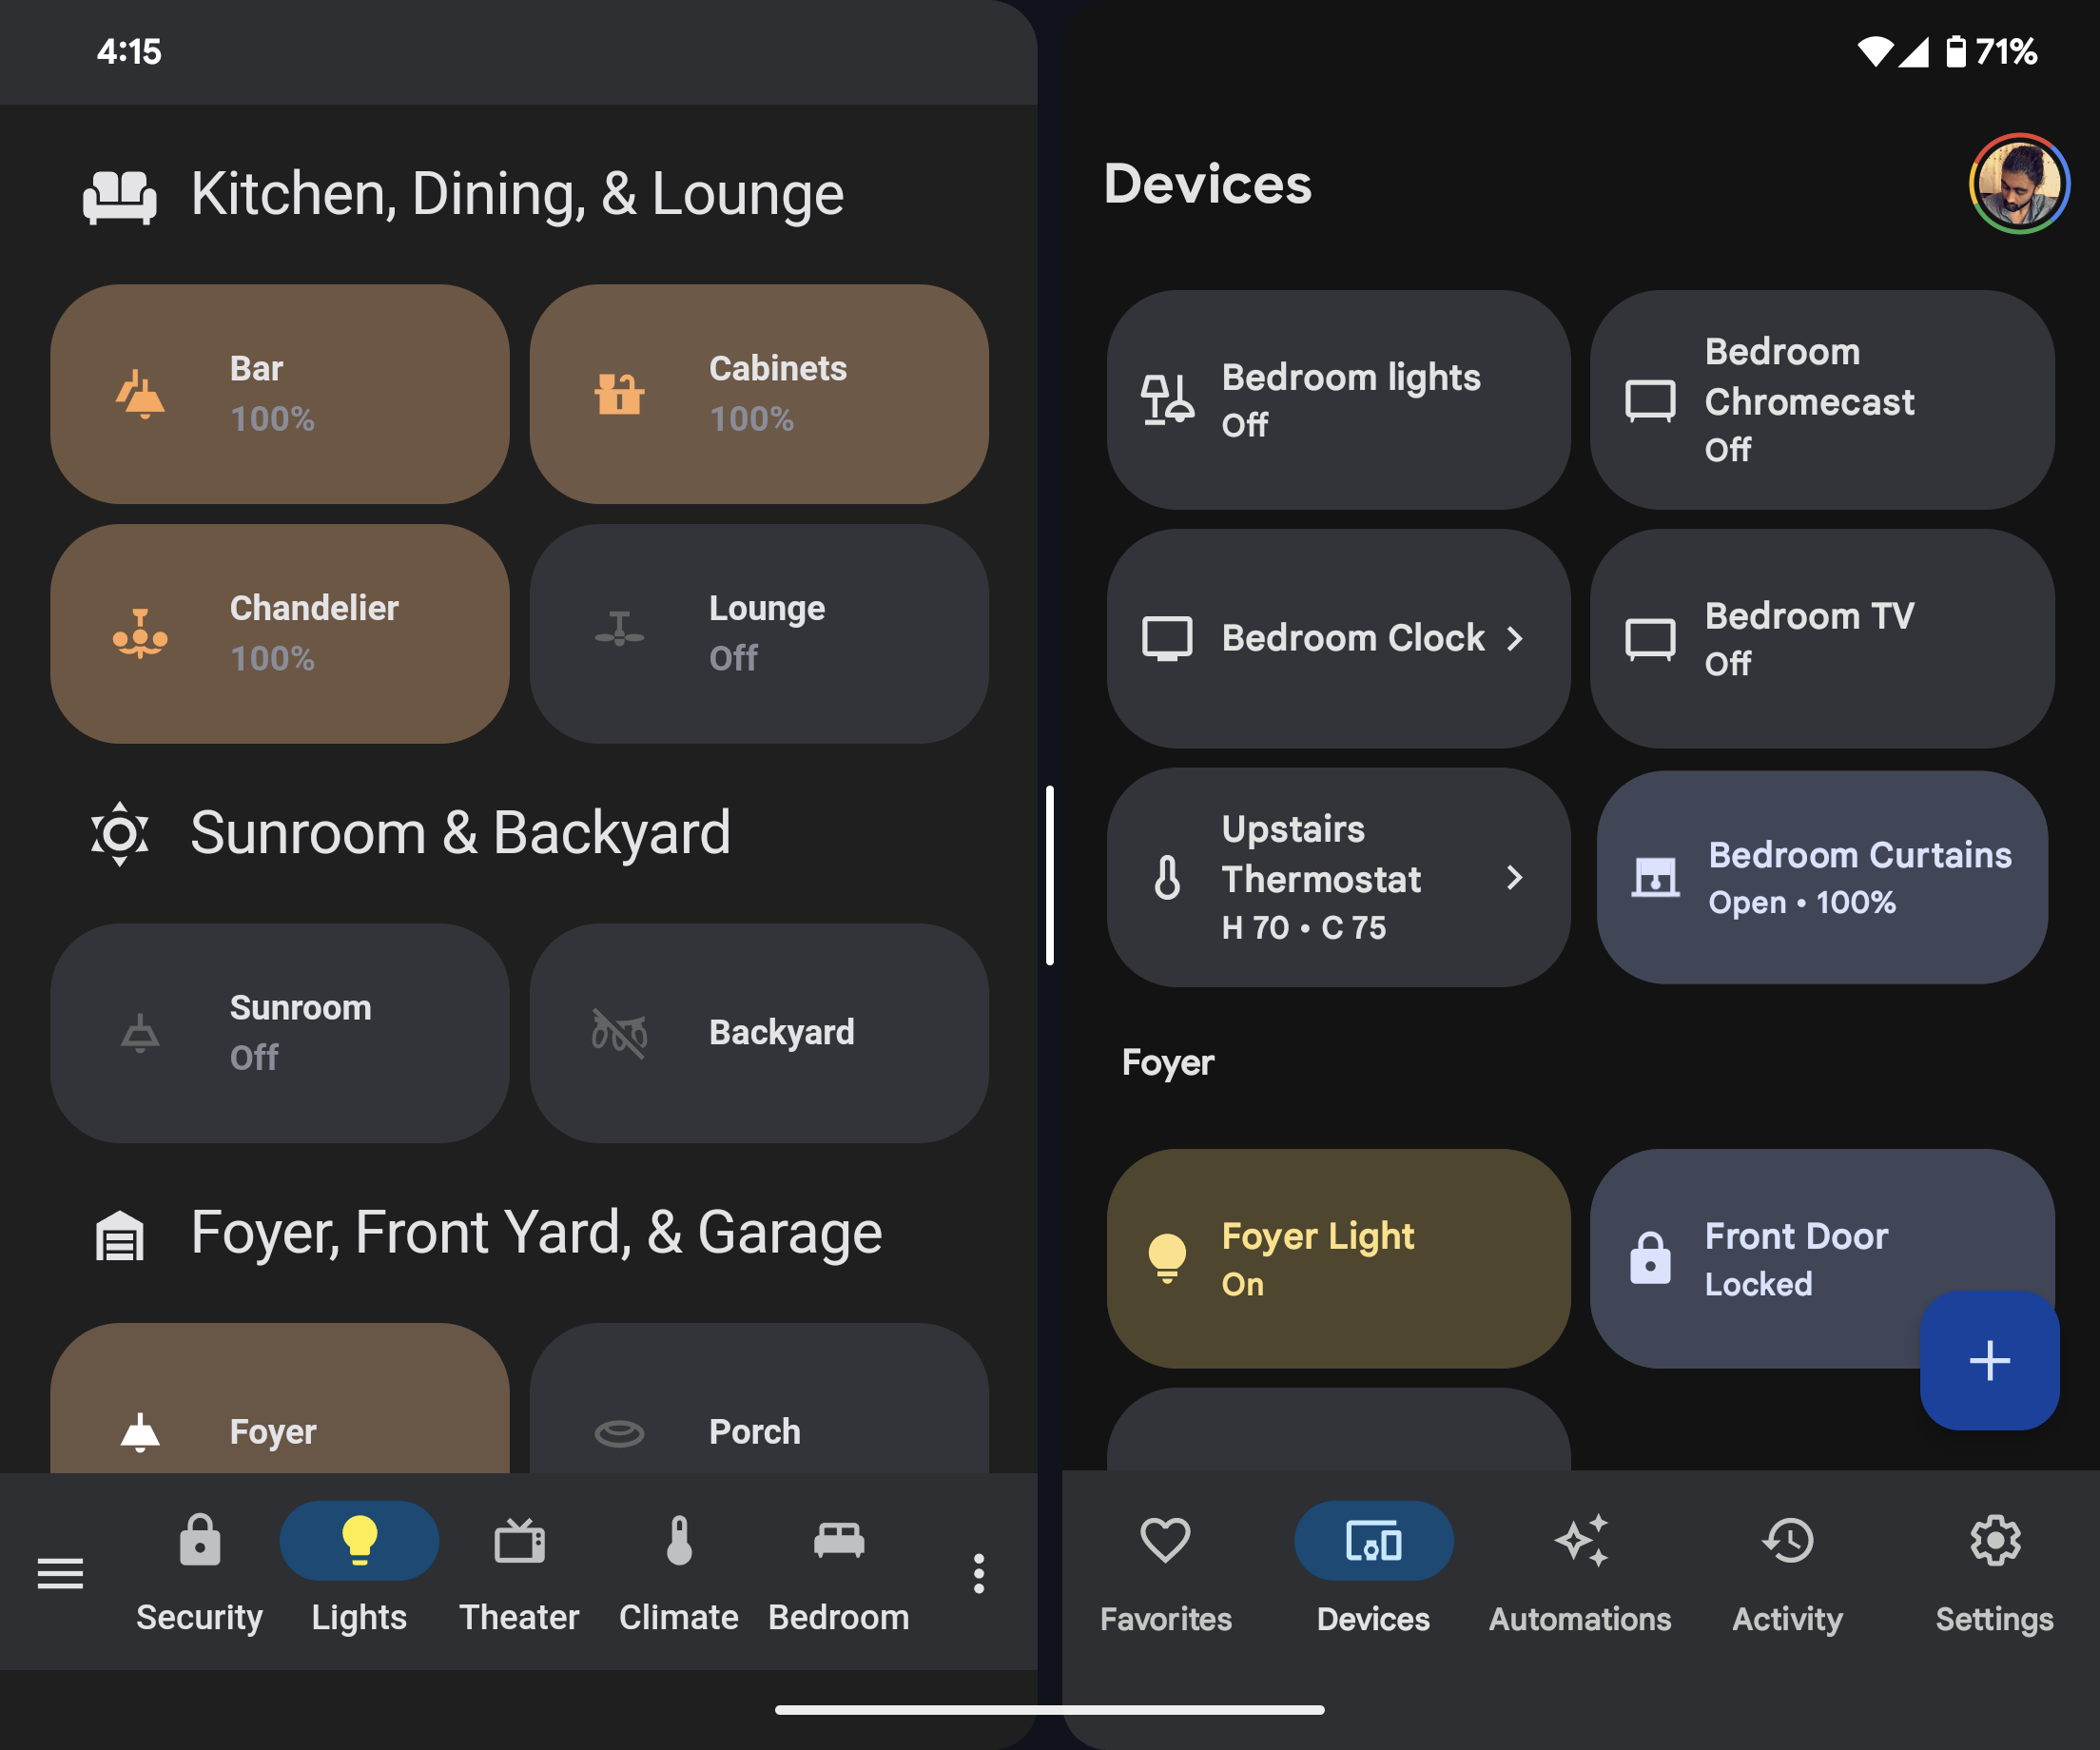 4:15
Kitchen, Dining, & Lounge
Bar
100%
Cabinets
100%
Chandelier
100%
Lounge
Off
Sunroom & Backyard
Sunroom
Off
Backyard
Foyer, Front Yard, & Garage
Foyer
Porch
Security
Lights
Theater
Climate
Bedroom
71%
Devices
Bedroom lights
Off
Bedroom
Chromecast
Off
Bedroom Clock
Bedroom TV
Off
Upstairs
Thermostat
H 70 • C 75
Bedroom Curtains
Open • 100%
Foyer
Foyer Light
On
Front Door
Locked
Favorites
Devices
Automations
Activity
Settings